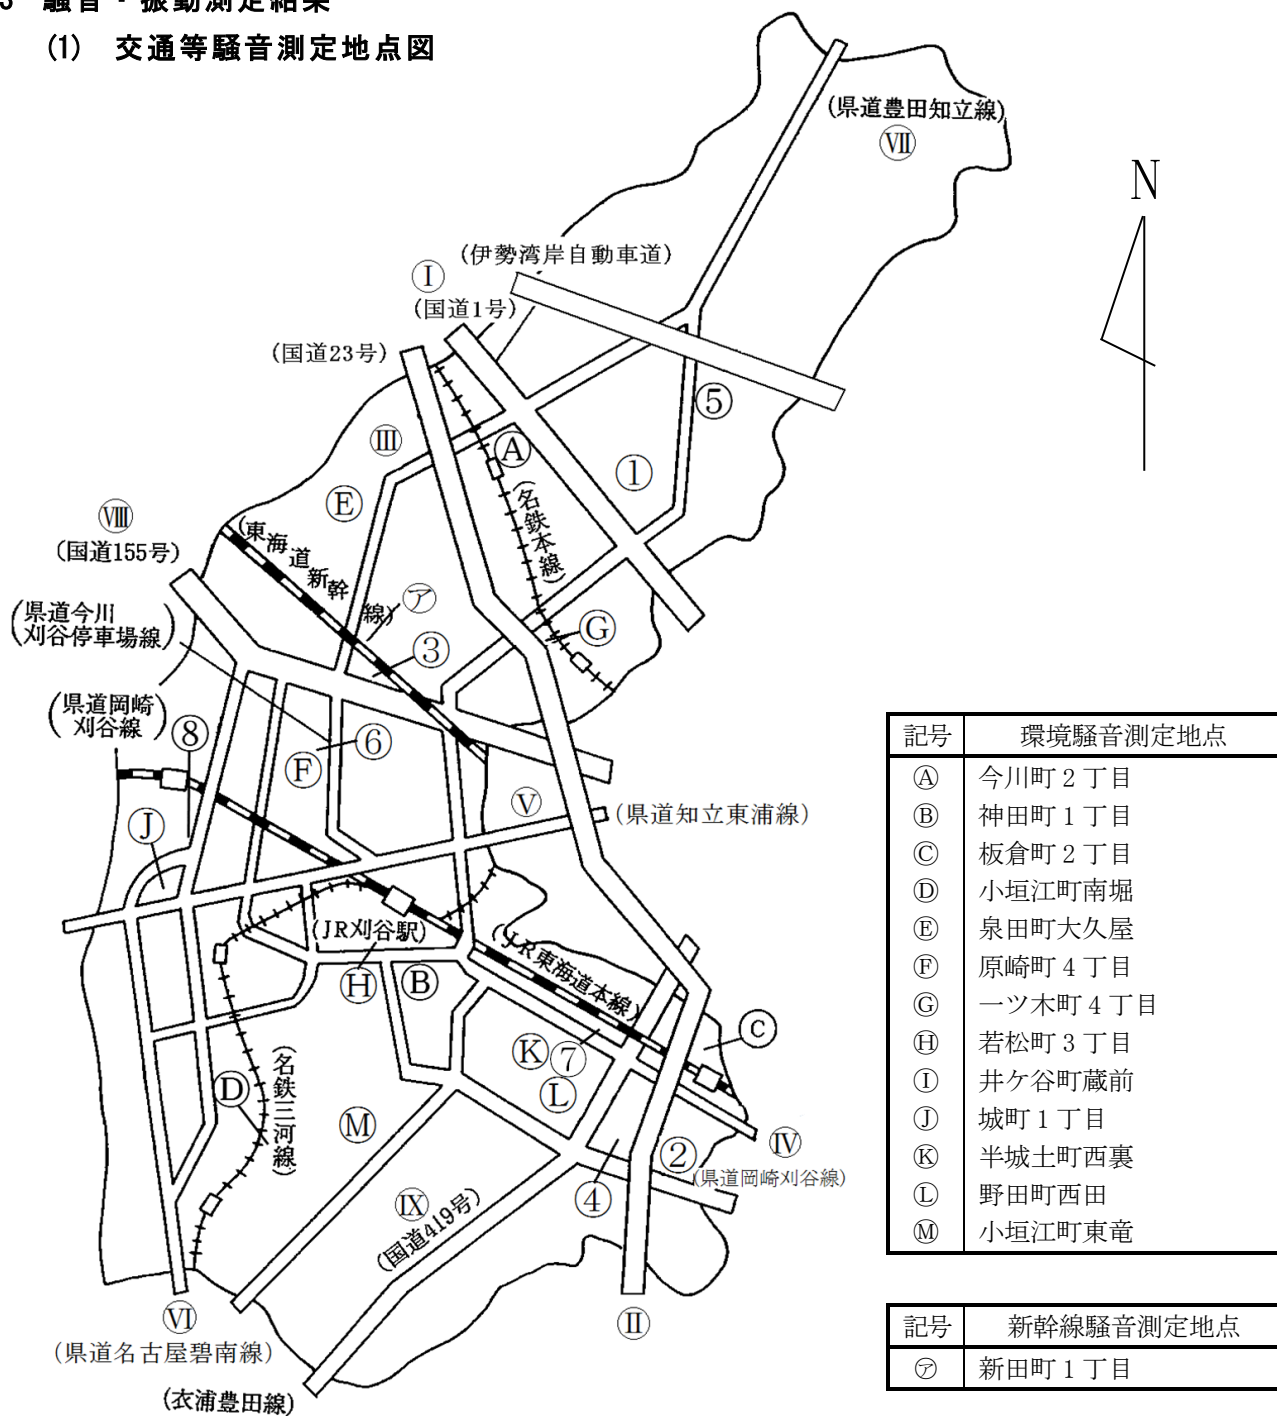 騒音・振動測定結果
(1) 交通等騒音測定地点図
(県道豊田知立線)
Ⅶ
N
(伊勢湾岸自動車道)
Ⅰ
(国道1号)
(国道23号)
⑤
Ⅲ
Ⓐ
①
Ⓔ
(名鉄本線)
Ⅷ
(国道155号)
(東海道新幹線)
㋐
(県道今川
刈谷停車場線)
Ⓖ
③
(県道岡崎
刈谷線)
⑧
⑥
Ⓕ
Ⅴ
(県道知立東浦線)
Ⓙ
(JR刈谷駅)
(JR東海道本線)
Ⓗ
Ⓑ
Ⓒ
Ⓚ
⑦
Ⓛ
Ⓓ
(名鉄三河線)
Ⓜ
Ⅳ
②
(県道岡崎刈谷線)
④
Ⅸ
(国道419号)
Ⅵ
Ⅱ
(県道名古屋碧南線)
(衣浦豊田線)
記号 環境騒音測定地点
Ⓐ 今川町2丁目
Ⓑ 神田町1丁目
Ⓒ 板倉町2丁目
Ⓓ 小垣江町南堀
Ⓔ 泉田町大久屋
Ⓕ 原崎町4丁目
Ⓖ 一ツ木町4丁目
Ⓗ 若松町3丁目
Ⓘ 井ケ谷町蔵前
Ⓙ 城町1丁目
Ⓚ 半城土町西裏
Ⓛ 野田町西田
Ⓜ 小垣江町東竜
記号 新幹線騒音測定地点
㋐ 新田町1丁目